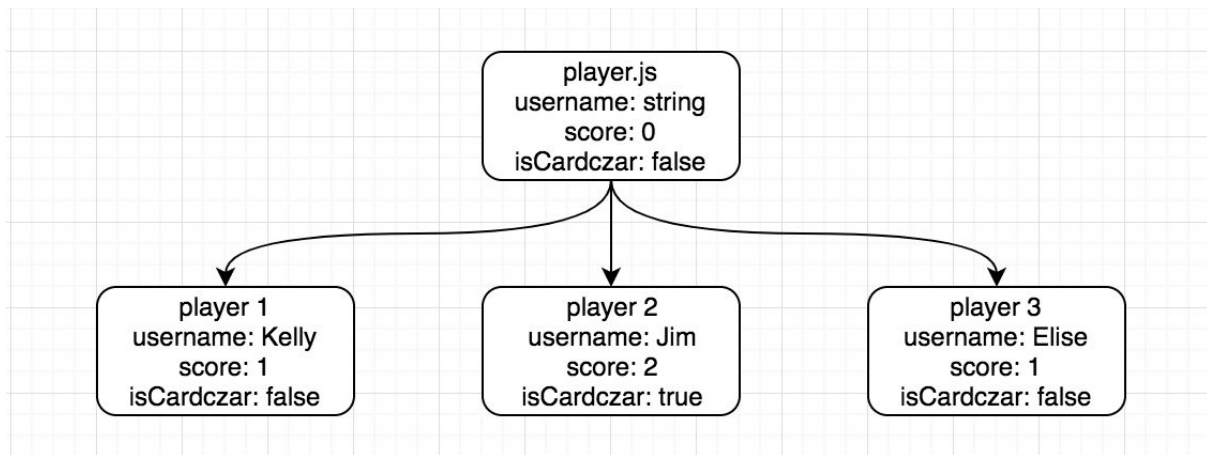 player.js
username: string
score: 0
isCardczar: false
player 1
username: Kelly
score: 1
isCardczar: false
player 2
username: Jim
score: 2
isCardczar: true
player 3
username: Elise
score: 1
isCardczar: false